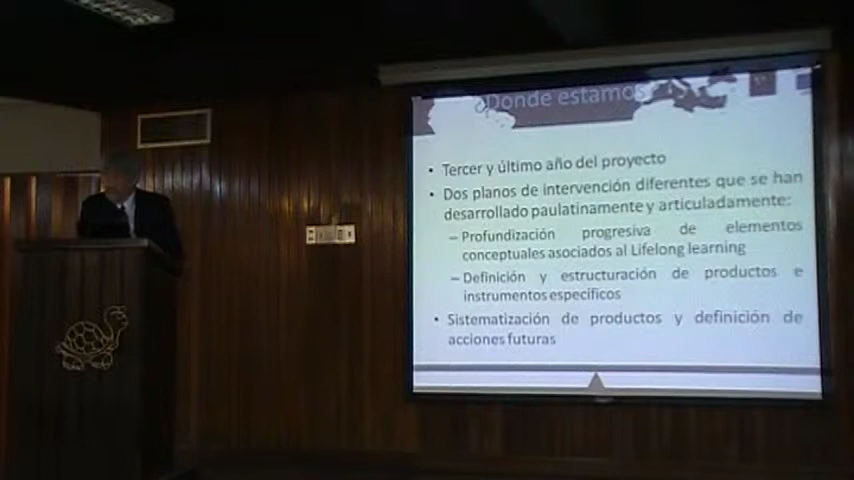 ¿Donde estamos
• Tercer y último año del proyecto
• Dos planos de intervención diferentes que se han
desarrollado paulatinamente y articuladamente:
– Profundización progresiva de elementos
conceptuales asociados al Lifelong learning
– Definición y estructuración de productos e
instrumentos específicos
• Sistematización de productos y definición de
acciones futuras